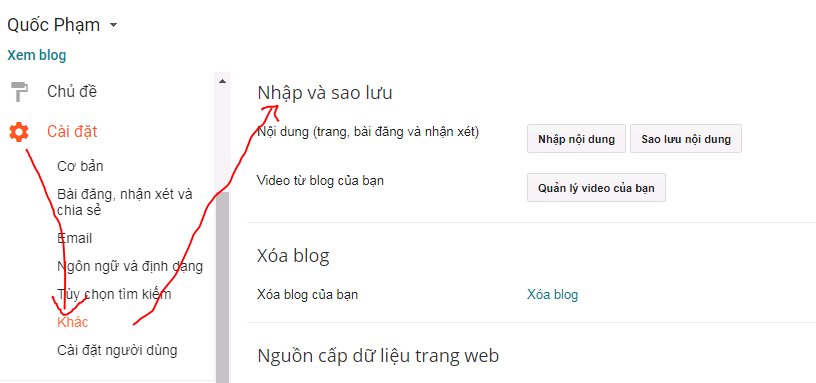 Quốc Phạm
Xem blog
Chủ đề
Cài đặt
Cơ bản
Bài đăng, nhận xét và
chia sẻ
Email
Ngôn ngữ và định dạng
Tùy chọn tìm kiếm
Khác
Cài đặt người dùng
Nhập và sao lưu
Nội dung (trang, bài đăng và nhận xét)
Nhập nội dung
Sao lưu nội dung
Video từ blog của bạn
Quản lý video của bạn
Xóa blog
Xóa blog của bạn
Xóa blog
Nguồn cấp dữ liệu trang web